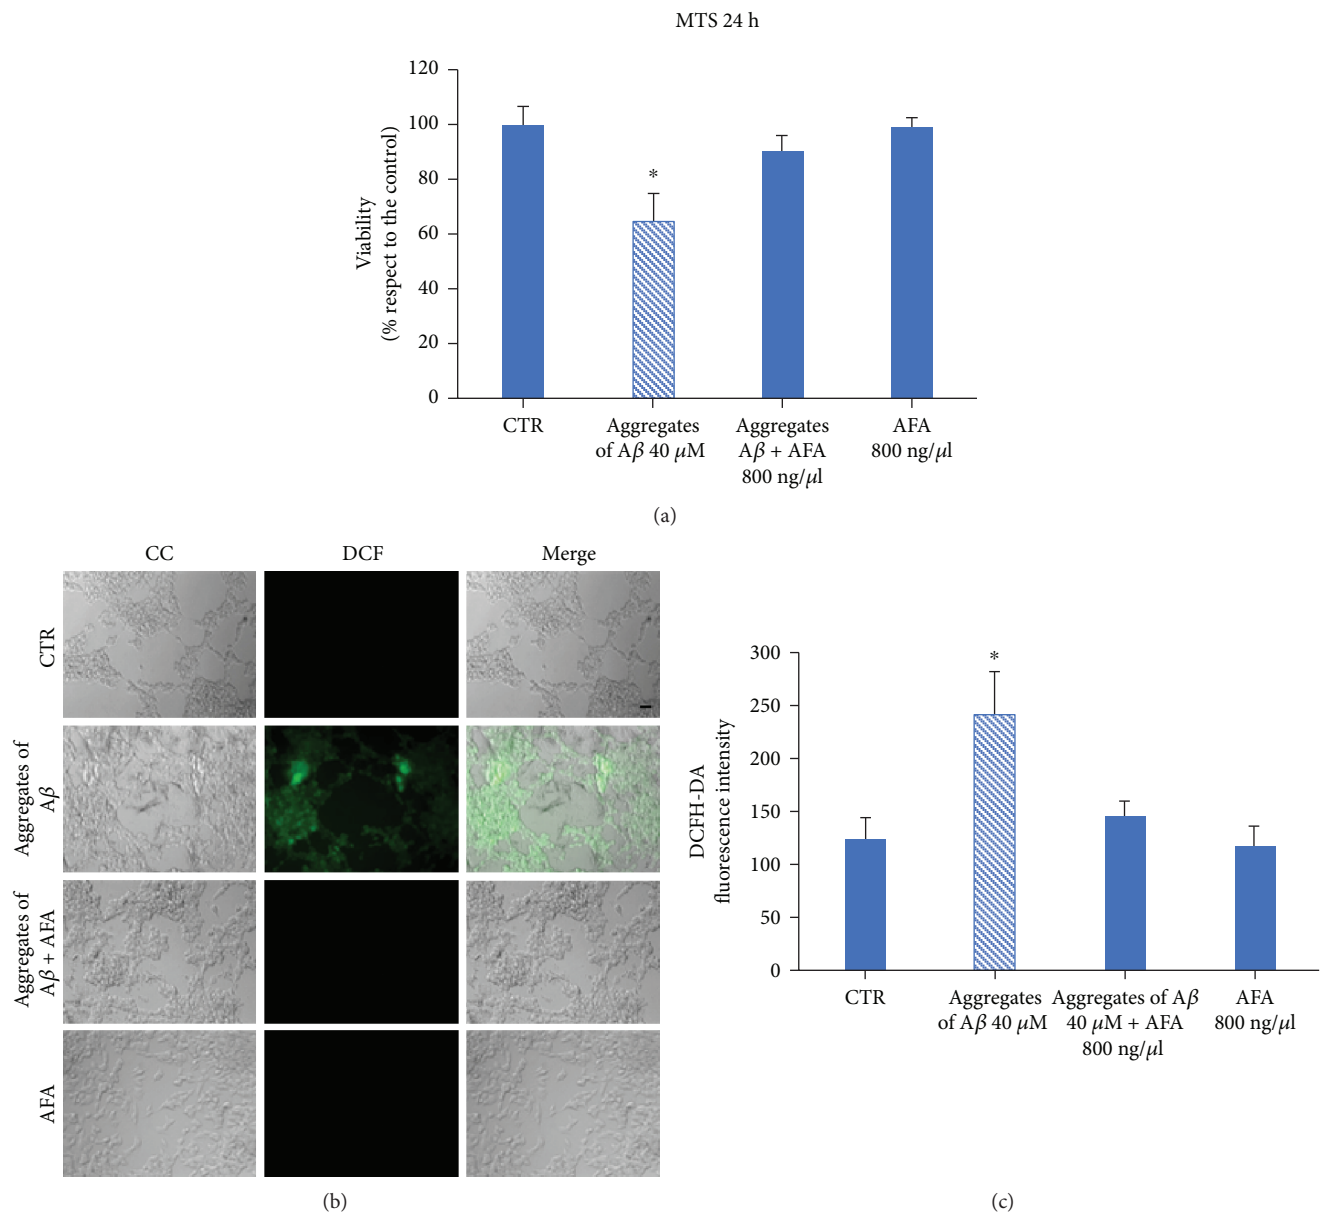 MTS 24 h
120
100
80
60
40
20
0
Viability
(% respect to the control)
*
CTR
Aggregates
of Aβ 40 μM
Aggregates
Aβ + AFA
800 ng/μl
AFA
800 ng/μl
(a)
CC
DCF
Merge
CTR
Aggregates of
Aβ
Aggregates of
Aβ + AFA
AFA
(b)
300
250
200
150
100
50
0
DCFH-DA
fluorescence intensity
*
CTR
Aggregates
of Aβ 40 μM
Aggregates of Aβ
40 μM + AFA
800 ng/μl
AFA
800 ng/μl
(c)